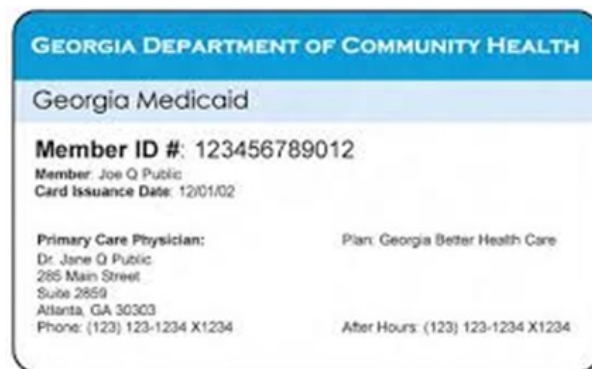 GEORGIA DEPARTMENT OF COMMUNITY HEALTH
Georgia Medicaid
Member ID #: 123456789012
Member: Joe Q Public
Card Issuance Date: 12/01/02
Primary Care Physician:
Dr. Jane Q Public
285 Main Street
Suite 2859
Atlanta, GA 30303
Phone: (123) 123-1234 X1234
Plan: Georgia Better Health Care
After Hours: (123) 123-1234 X1234